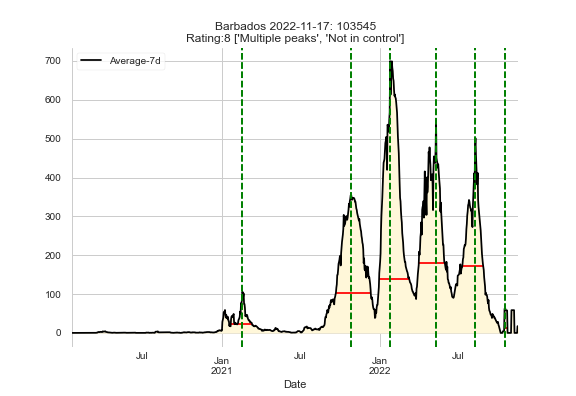 Barbados 2022-11-17: 103545
Rating:8 ['Multiple peaks', 'Not in control']
Average-7d
700
600
500
400
300
200
100
0
Jul
Jan
2021
Jul
Jan
2022
Jul
Date